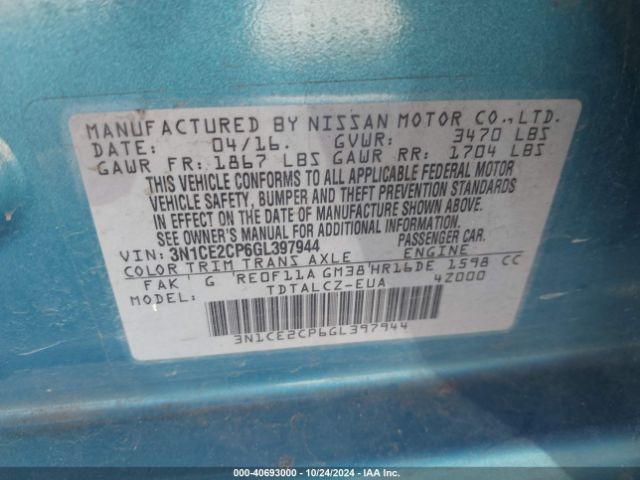 MANUFACTURED BY NISSAN MOTOR CO.,LTD.
DATE: 04/16. GVWR: 3470 LBS
GAWR FR: 1867 LBS GAWR RR: 1704 LBS
THIS VEHICLE CONFORMS TO ALL APPLICABLE FEDERAL MOTOR
VEHICLE SAFETY, BUMPER AND THEFT PREVENTION STANDARDS
IN EFFECT ON THE DATE OF MANUFACTURE SHOWN ABOVE.
SEE OWNER'S MANUAL FOR ADDITIONAL INFORMATION.
VIN: 3N1CE2CP6GL397944 PASSENGER CAR.
COLOR TRIM TRANS AXLE ENGINE
FAK G RE0F11A GM38 HR16DE 1598 CC
MODEL: TDTALCZ-EUA 4Z000
3N1CE2CP6GL397944
000-40693000 - 10/24/2024 - IAA Inc.